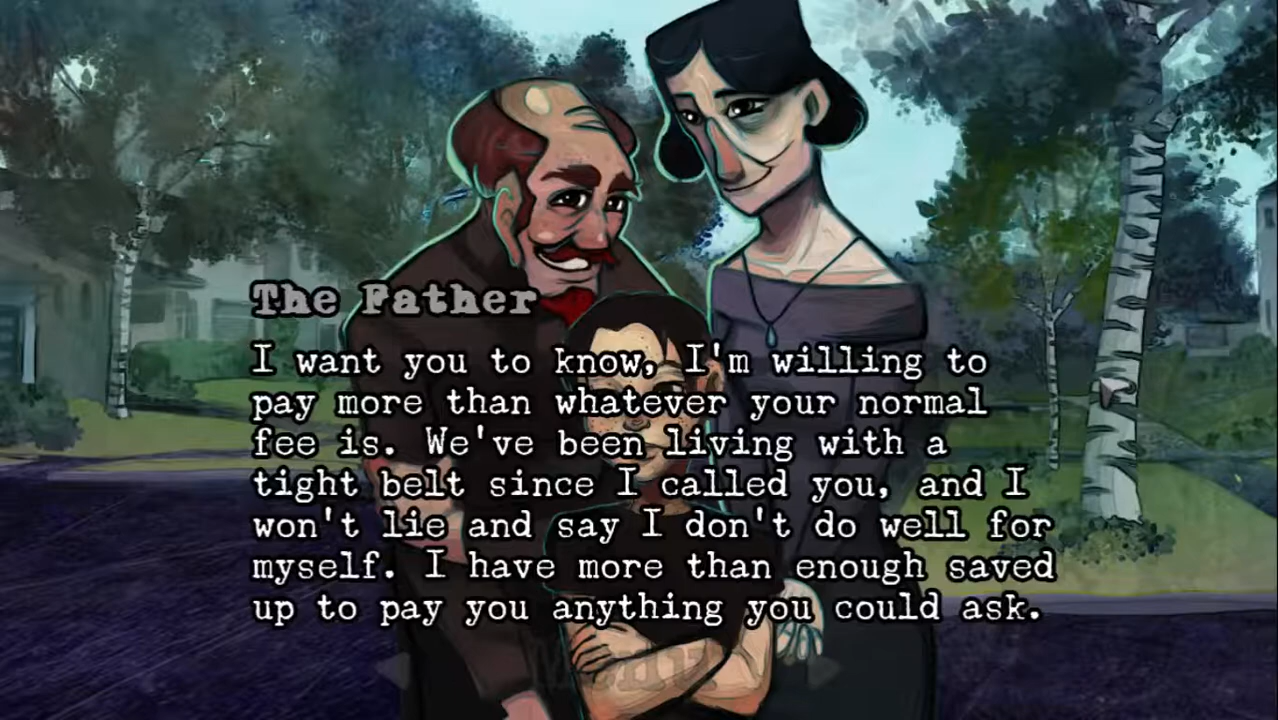 The Father
I want you to know, I'm willing to
pay more than whatever your normal
fee is. We've been living with a
tight belt since I called you, and I
won't lie and say I don't do well for
myself. I have more than enough saved
up to pay you anything you could ask.
Menu